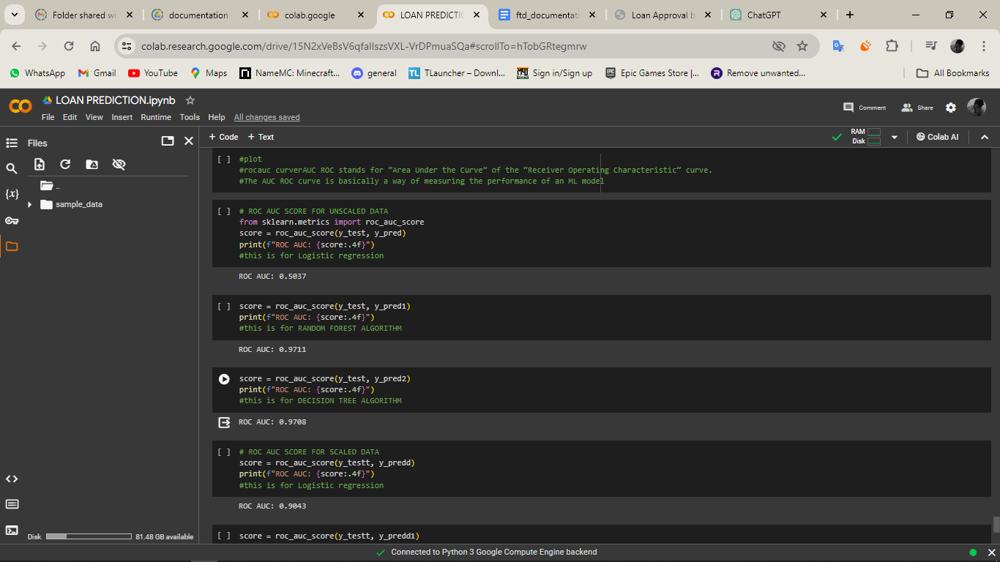 Folder shared wi
documentation
colab.google
LOAN PREDICTIC
ftd_documentati
Loan Approval b
ChatGPT
colab.research.google.com/drive/15N2xVeBsV6qfaIIszsVXL-VrDPmuaSQa#scrollTo=hTobGRtegmrw
WhatsApp
Gmail
YouTube
Maps
NameMC: Minecraft...
general
TL
TLauncher – Downl...
Sign in/Sign up
Epic Games Store |...
Remove unwanted...
All Bookmarks
LOAN PREDICTION.ipynb
Comment
Share
File Edit View Insert Runtime Tools Help All changes saved
Files
+ Code + Text
RAM
Disk
Colab AI
..
{x}
sample_data
[ ] #plot
#rocauc curverAUC ROC stands for “Area Under the Curve” of the “Receiver Operating Characteristic” curve.
#The AUC ROC curve is basically a way of measuring the performance of an ML model
[ ] # ROC AUC SCORE FOR UNSCALED DATA
from sklearn.metrics import roc_auc_score
score = roc_auc_score(y_test, y_pred)
print(f"ROC AUC: {score:.4f}")
#this is for Logistic regression
ROC AUC: 0.5037
[ ] score = roc_auc_score(y_test, y_pred1)
print(f"ROC AUC: {score:.4f}")
#this is for RANDOM FOREST ALGORITHM
ROC AUC: 0.9711
score = roc_auc_score(y_test, y_pred2)
print(f"ROC AUC: {score:.4f}")
#this is for DECISION TREE ALGORITHM
ROC AUC: 0.9708
[ ] # ROC AUC SCORE FOR SCALED DATA
score = roc_auc_score(y_testt, y_predd)
print(f"ROC AUC: {score:.4f}")
#this is for Logistic regression
ROC AUC: 0.9043
[ ] score = roc_auc_score(y_testt, y_predd1)
Disk
81.48 GB available
Connected to Python 3 Google Compute Engine backend